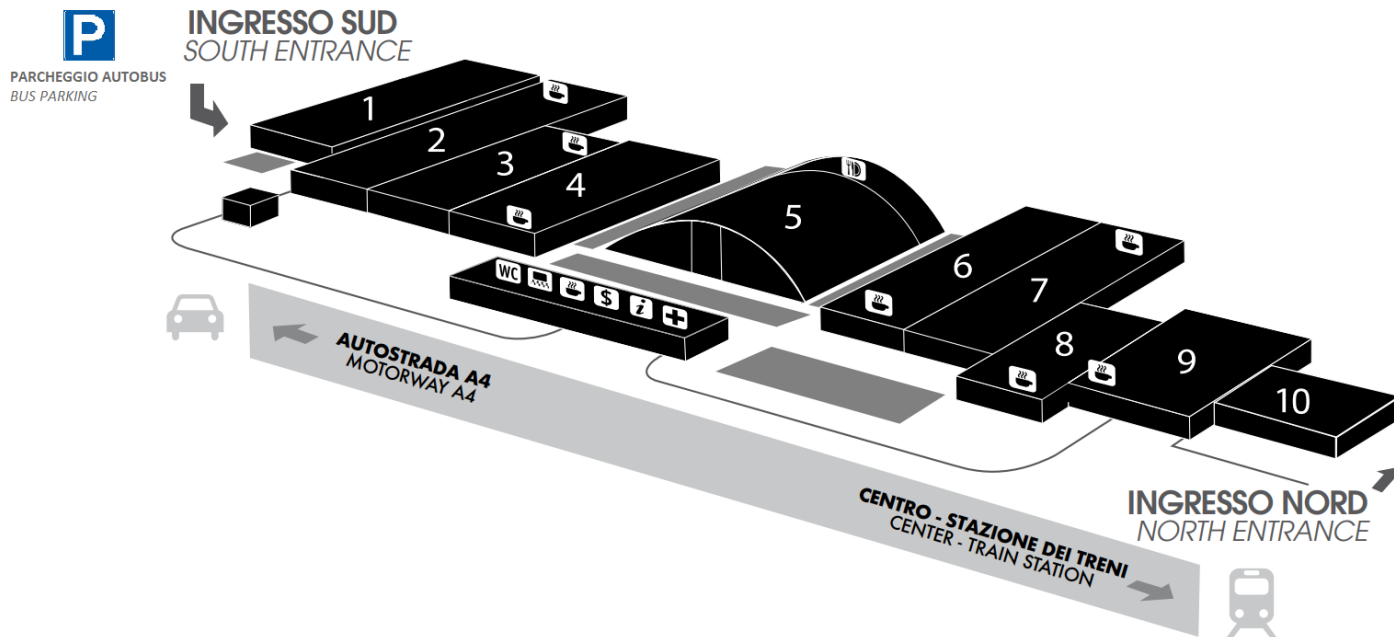 P
PARCHEGGIO AUTOBUS
BUS PARKING
INGRESSO SUD
SOUTH ENTRANCE
1
2
3
4
5
6
7
8
9
10
WC
$
i
AUTOSTRADA A4
MOTORWAY A4
CENTRO - STAZIONE DEI TRENI
CENTER - TRAIN STATION
INGRESSO NORD
NORTH ENTRANCE